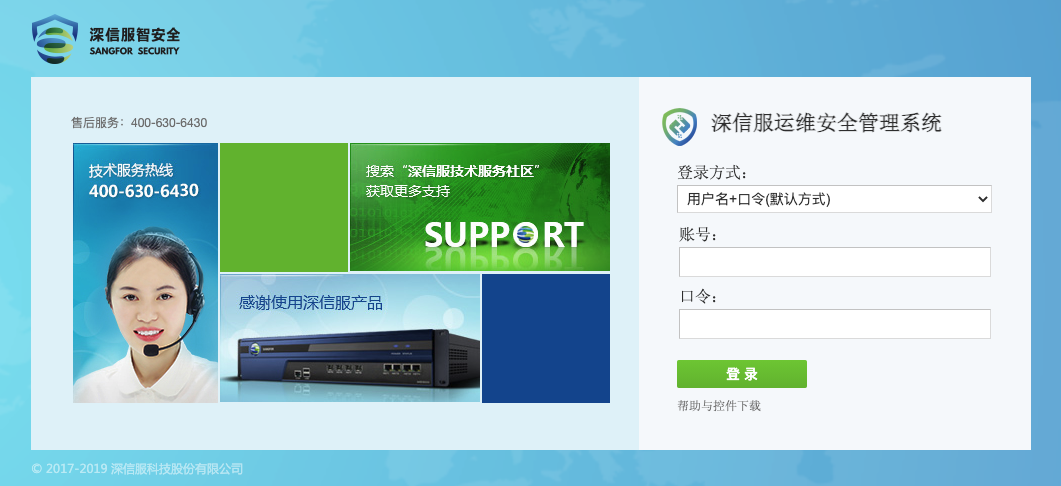 深信服智安全
SANGFOR SECURITY
售后服务：400-630-6430
技术服务热线
400-630-6430
搜索“深信服技术服务社区”
获取更多支持
SUPPORT
感谢使用深信服产品
深信服运维安全管理系统
登录方式：
用户名+口令(默认方式)
账号：
口令：
登 录
帮助与控件下载
© 2017-2019 深信服科技股份有限公司